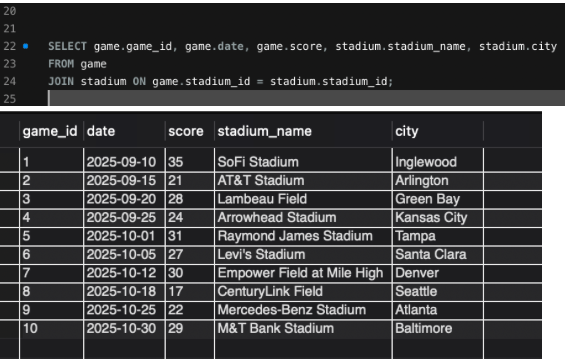 20
21
22 SELECT game.game_id, game.date, game.score, stadium.stadium_name, stadium.city
23 FROM game
24 JOIN stadium ON game.stadium_id = stadium.stadium_id;
25
game_id date score stadium_name city
1 2025-09-10 35 SoFi Stadium Inglewood
2 2025-09-15 21 AT&T Stadium Arlington
3 2025-09-20 28 Lambeau Field Green Bay
4 2025-09-25 24 Arrowhead Stadium Kansas City
5 2025-10-01 31 Raymond James Stadium Tampa
6 2025-10-05 27 Levi's Stadium Santa Clara
7 2025-10-12 30 Empower Field at Mile High Denver
8 2025-10-18 17 CenturyLink Field Seattle
9 2025-10-25 22 Mercedes-Benz Stadium Atlanta
10 2025-10-30 29 M&T Bank Stadium Baltimore